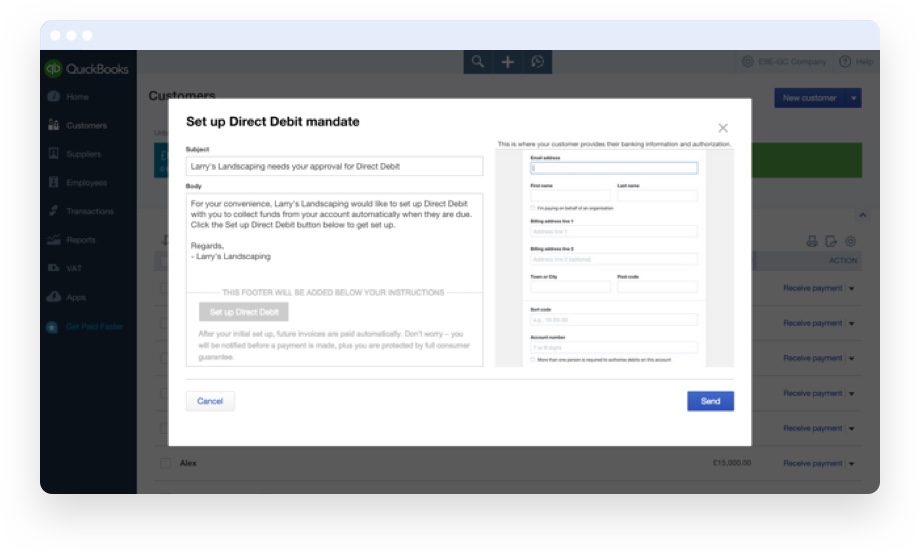 QuickBooks
E9E-GC Company
Help
Home
Customers
Suppliers
Employees
Transactions
Reports
VAT
Apps
Get Paid Faster
Customers
New customer
Set up Direct Debit mandate
Subject
Larry's Landscaping needs your approval for Direct Debit
Body
For your convenience, Larry's Landscaping would like to set up Direct Debit
with you to collect funds from your account automatically when they are due.
Click the Set up Direct Debit button below to get set up.
Regards,
- Larry's Landscaping
THIS FOOTER WILL BE ADDED BELOW YOUR INSTRUCTIONS
Set up Direct Debit
After your initial set up, future invoices are paid automatically. Don't worry – you
will be notified before a payment is made, plus you are protected by full consumer
guarantee.
This is where your customer provides their banking information and authorization.
Email address
First name
Last name
I'm paying on behalf of an organisation
Billing address line 1
Address line 1
Billing address line 2
Address line 2 (optional)
Town or City
Post code
Sort code
Account number
7 or 8 digits
More than one person is required to authorise debits on this account
Cancel
Send
ACTION
Receive payment
Receive payment
Receive payment
Receive payment
Receive payment
Alex
£15,000.00
Receive payment